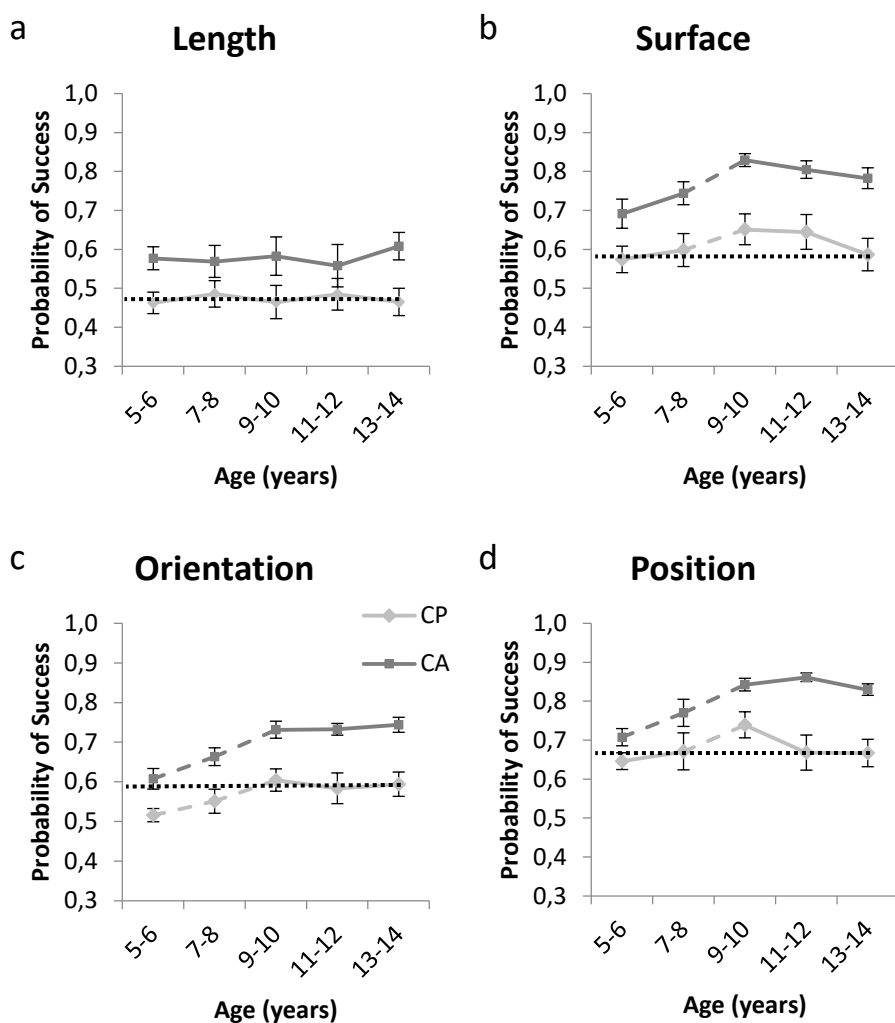 a
Length
Probability of Success
1,0
0,9
0,8
0,7
0,6
0,5
0,4
0,3
5-6
7-8
9-10
11-12
13-14
Age (years)
b
Surface
Probability of Success
1,0
0,9
0,8
0,7
0,6
0,5
0,4
0,3
5-6
7-8
9-10
11-12
13-14
Age (years)
c
Orientation
Probability of Success
1,0
0,9
0,8
0,7
0,6
0,5
0,4
0,3
CP
CA
5-6
7-8
9-10
11-12
13-14
Age (years)
d
Position
Probability of Success
1,0
0,9
0,8
0,7
0,6
0,5
0,4
0,3
5-6
7-8
9-10
11-12
13-14
Age (years)